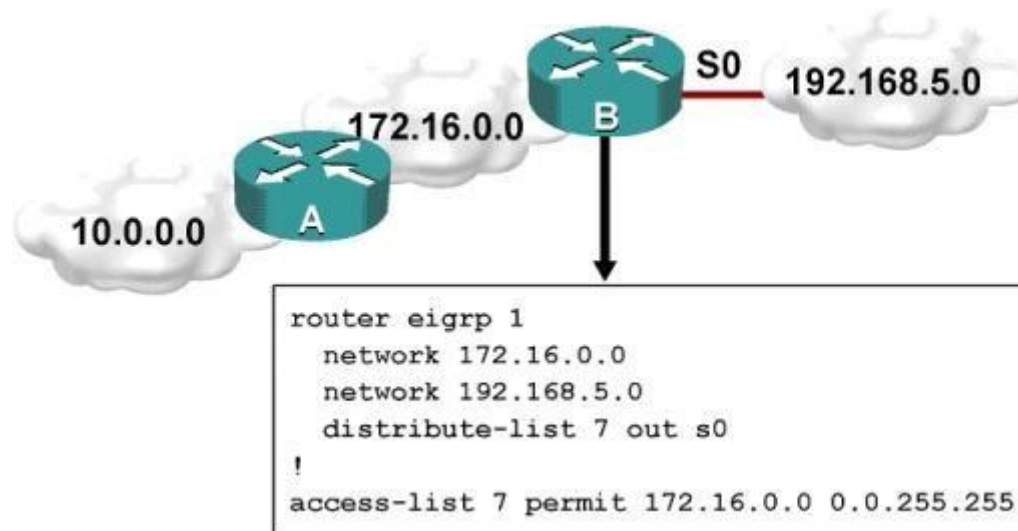 S0
192.168.5.0
B
172.16.0.0
A
10.0.0.0
router eigrp 1
network 172.16.0.0
network 192.168.5.0
distribute-list 7 out s0
!
access-list 7 permit 172.16.0.0 0.0.255.255